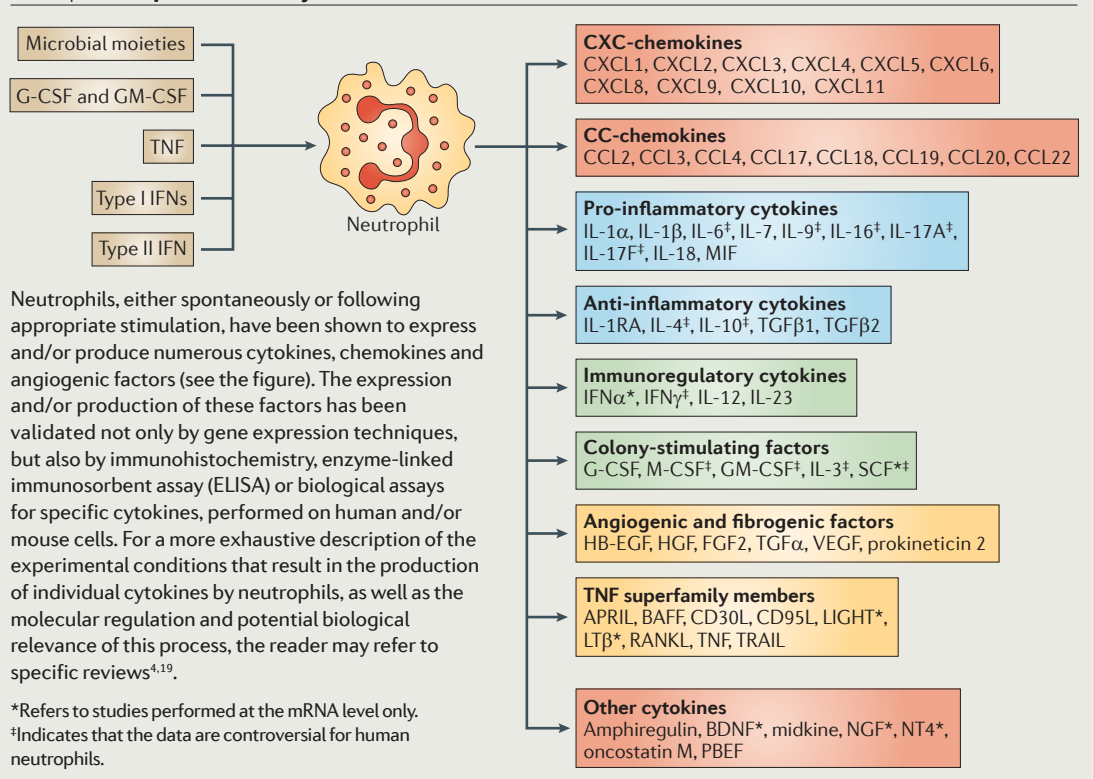 Microbial moieties
G-CSF and GM-CSF
TNF
Type I IFNs
Type II IFN
Neutrophil
Neutrophils, either spontaneously or following
appropriate stimulation, have been shown to express
and/or produce numerous cytokines, chemokines and
angiogenic factors (see the figure). The expression
and/or production of these factors has been
validated not only by gene expression techniques,
but also by immunohistochemistry, enzyme-linked
immunosorbent assay (ELISA) or biological assays
for specific cytokines, performed on human and/or
mouse cells. For a more exhaustive description of the
experimental conditions that result in the production
of individual cytokines by neutrophils, as well as the
molecular regulation and potential biological
relevance of this process, the reader may refer to
specific reviews⁴,¹⁹.
*Refers to studies performed at the mRNA level only.
‡Indicates that the data are controversial for human
neutrophils.
CXC-chemokines
CXCL1, CXCL2, CXCL3, CXCL4, CXCL5, CXCL6,
CXCL8, CXCL9, CXCL10, CXCL11
CC-chemokines
CCL2, CCL3, CCL4, CCL17, CCL18, CCL19, CCL20, CCL22
Pro-inflammatory cytokines
IL-1α, IL-1β, IL-6‡, IL-7, IL-9‡, IL-16‡, IL-17A‡,
IL-17F‡, IL-18, MIF
Anti-inflammatory cytokines
IL-1RA, IL-4‡, IL-10‡, TGFβ1, TGFβ2
Immunoregulatory cytokines
IFNα*, IFNγ‡, IL-12, IL-23
Colony-stimulating factors
G-CSF, M-CSF‡, GM-CSF‡, IL-3‡, SCF*‡
Angiogenic and fibrogenic factors
HB-EGF, HGF, FGF2, TGFα, VEGF, prokineticin 2
TNF superfamily members
APRIL, BAFF, CD30L, CD95L, LIGHT*,
LTβ*, RANKL, TNF, TRAIL
Other cytokines
Amphiregulin, BDNF*, midkine, NGF*, NT4*,
oncostatin M, PBEF